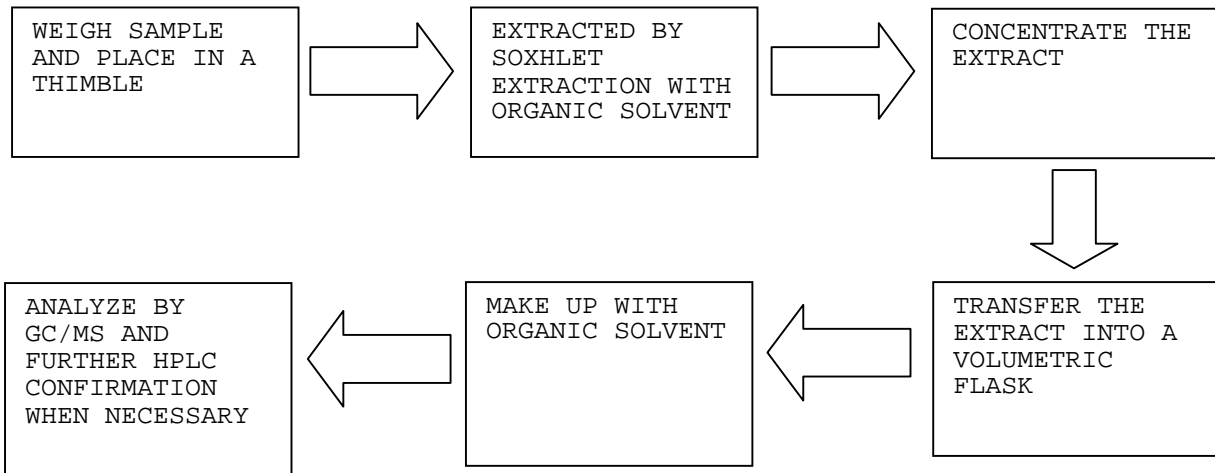 WEIGH SAMPLE
AND PLACE IN A
THIMBLE
EXTRACTED BY
SOXHLET
EXTRACTION WITH
ORGANIC SOLVENT
CONCENTRATE THE
EXTRACT
TRANSFER THE
EXTRACT INTO A
VOLUMETRIC
FLASK
MAKE UP WITH
ORGANIC SOLVENT
ANALYZE BY
GC/MS AND
FURTHER HPLC
CONFIRMATION
WHEN NECESSARY